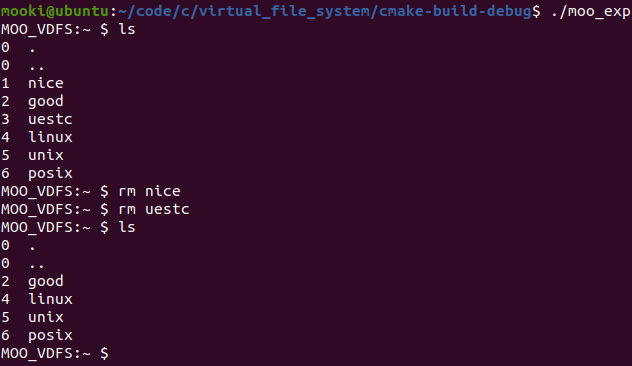 mooki@ubuntu:~/code/c/virtual_file_system/cmake-build-debug$ ./moo_exp
MOO_VDFS:~ $ ls
0  .
0  ..
1  nice
2  good
3  uestc
4  linux
5  unix
6  posix
MOO_VDFS:~ $ rm nice
MOO_VDFS:~ $ rm uestc
MOO_VDFS:~ $ ls
0  .
0  ..
2  good
4  linux
5  unix
6  posix
MOO_VDFS:~ $